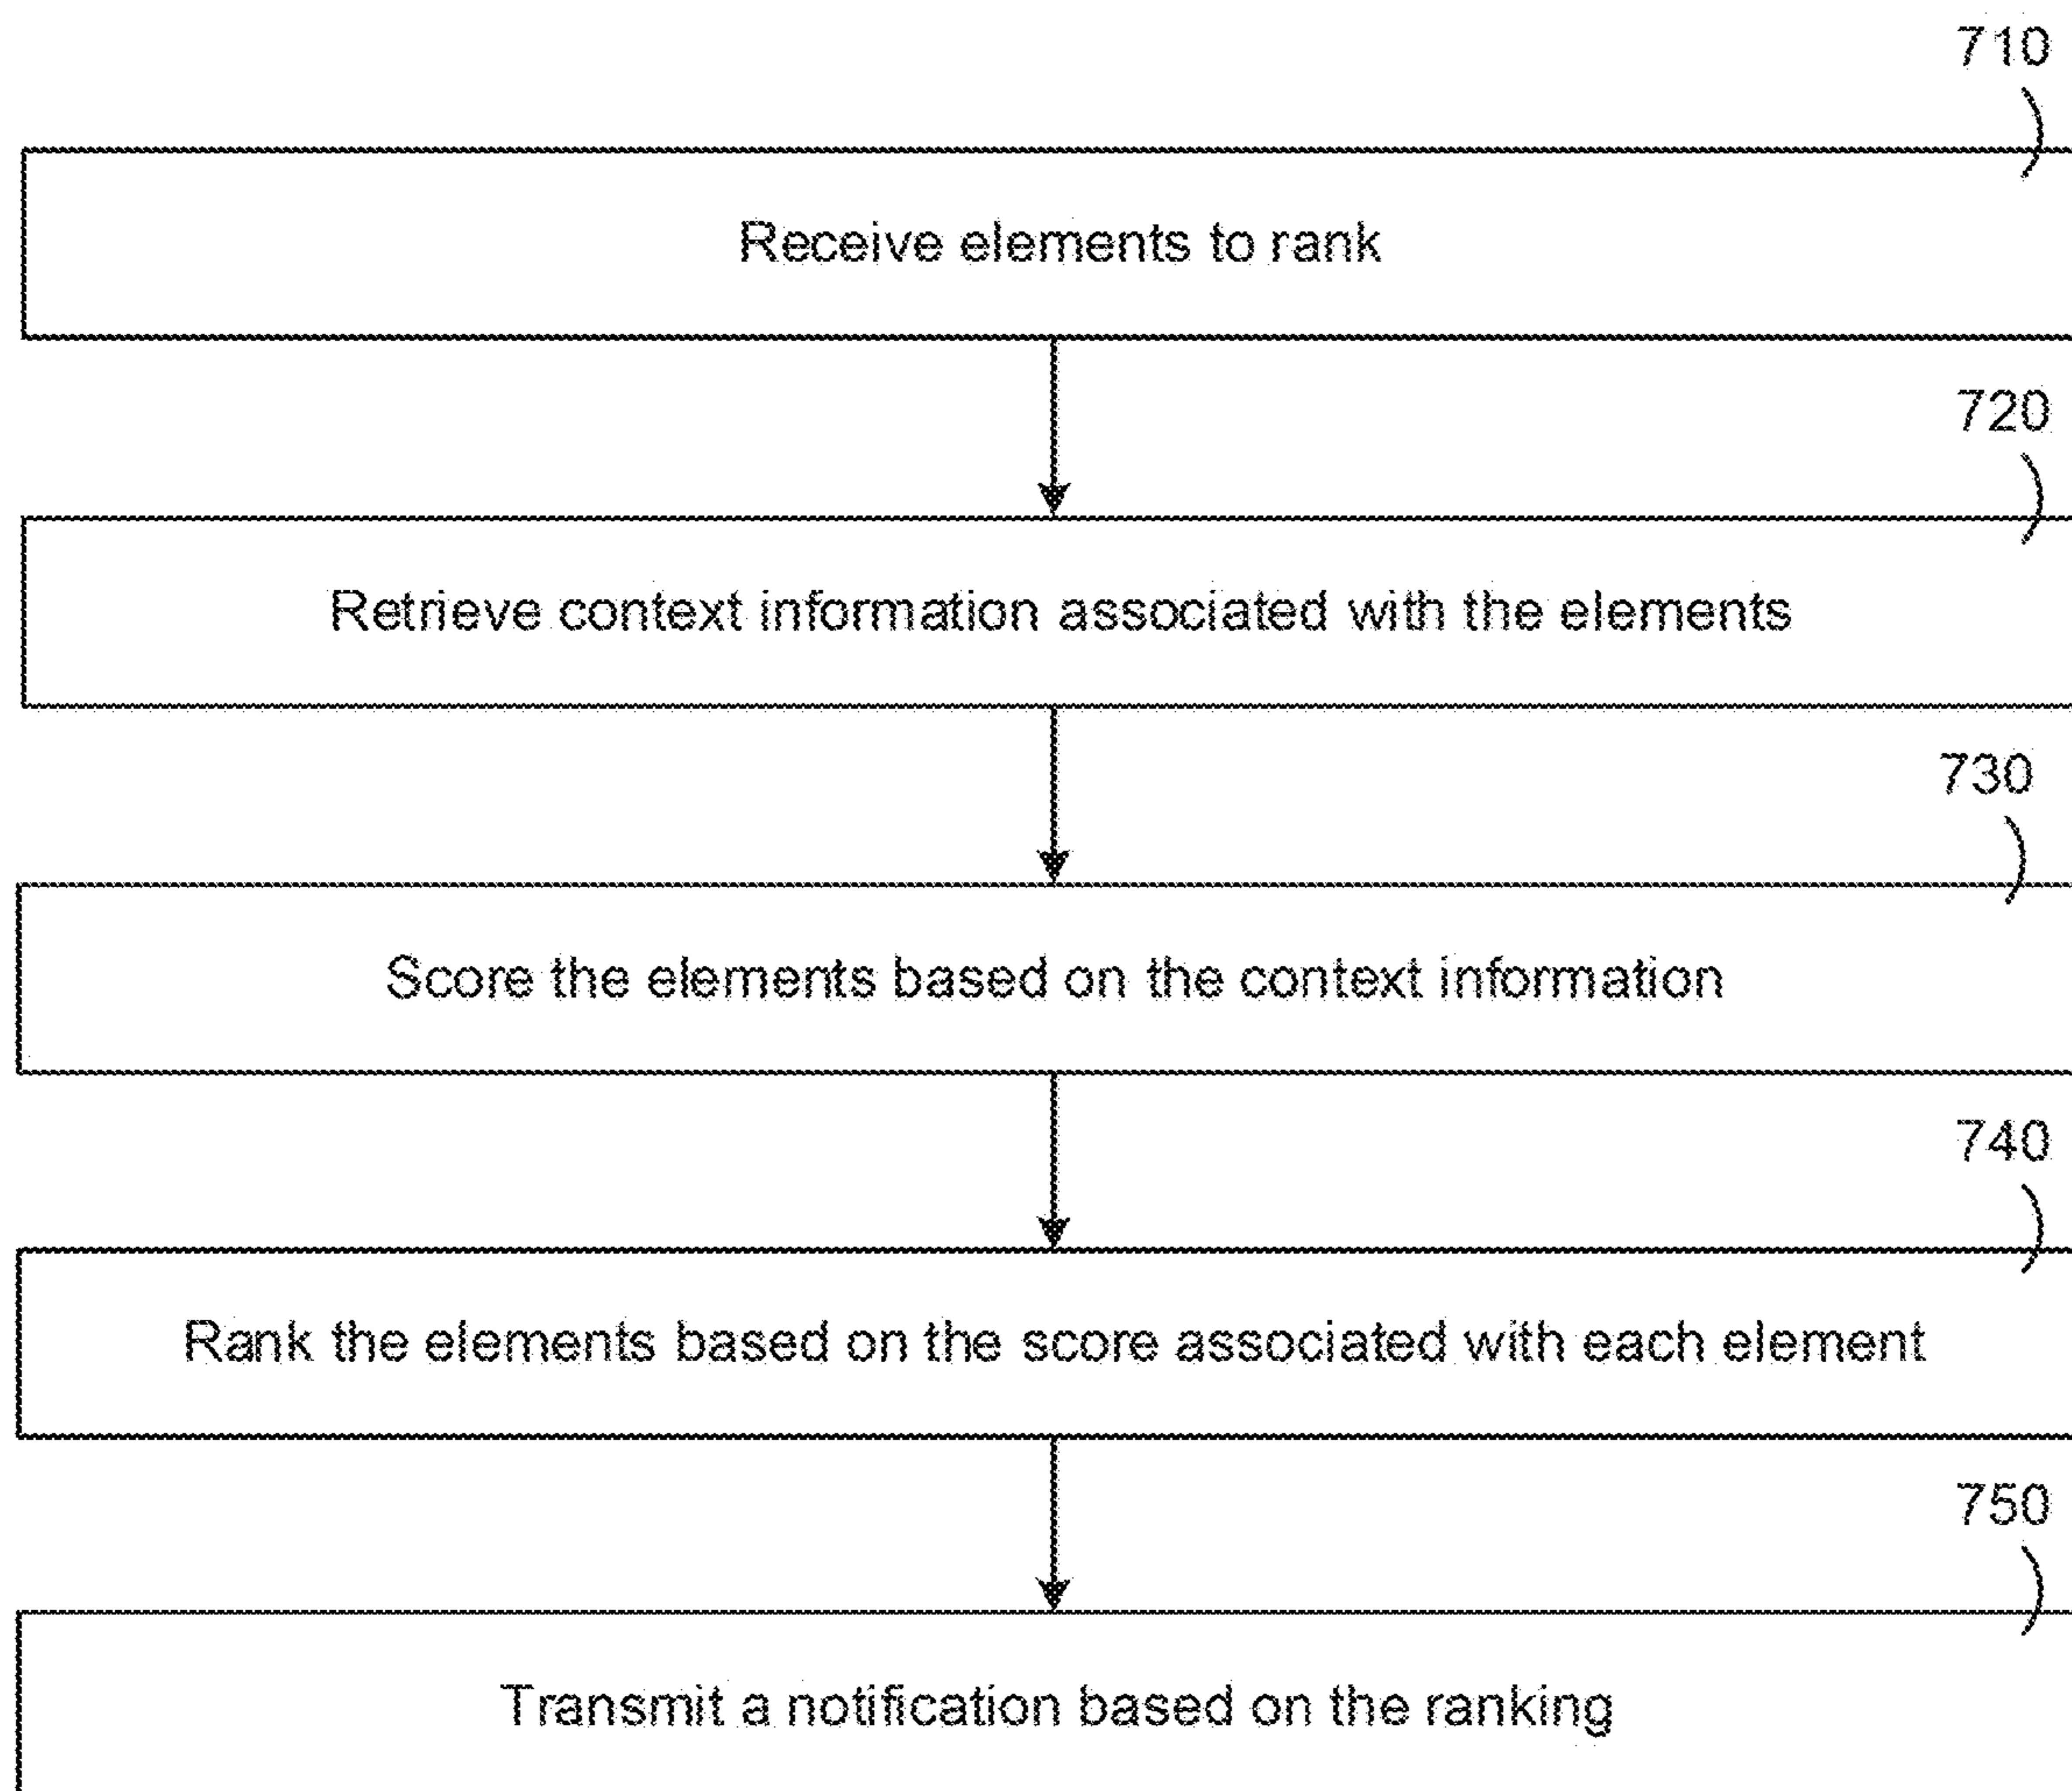 710
Receive elements to rank
720
Retrieve context information associated with the elements
730
Score the elements based on the context information
740
Rank the elements based on the score associated with each element
750
Transmit a notification based on the ranking